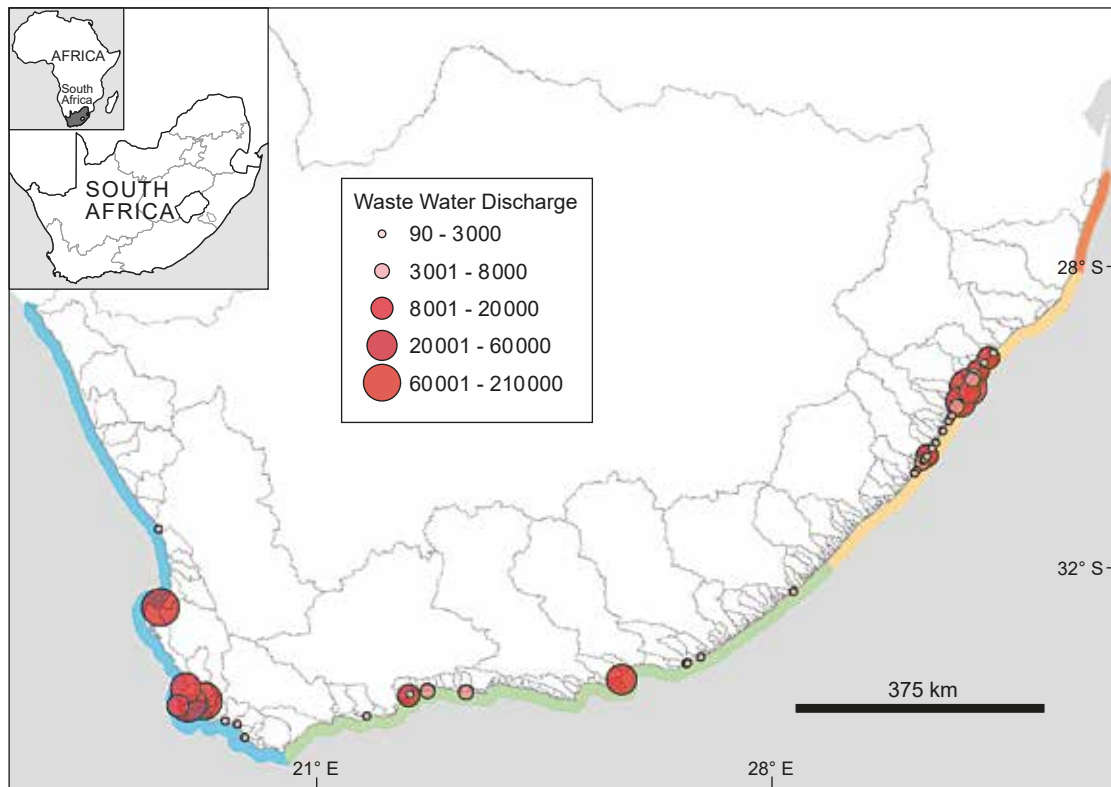 AFRICA
South
Africa
SOUTH
AFRICA
Waste Water Discharge
90 - 3000
3001 - 8000
8001 - 20000
20001 - 60000
60001 - 210000
28° S
32° S
375 km
21° E
28° E